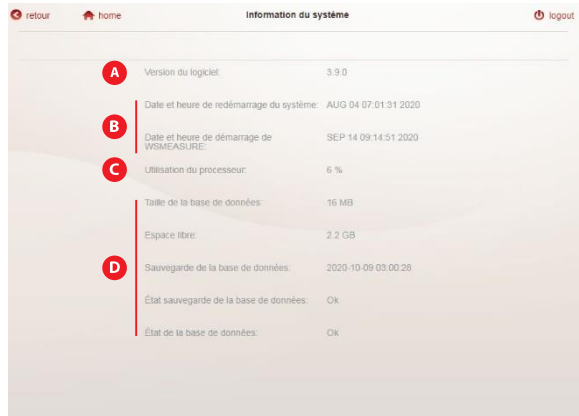 retour home Information du système logout
A Version du logiciel: 3.9.0
Date et heure de redémarrage du système: AUG 04 07:01:31 2020
B
Date et heure de démarrage de
WSMEASURE: SEP 14 09:14:51 2020
C Utilisation du processeur: 6 %
Taille de la base de données: 16 MB
Espace libre: 2.2 GB
D Sauvegarde de la base de données: 2020-10-09 03:00:28
État sauvegarde de la base de données: Ok
État de la base de données: Ok